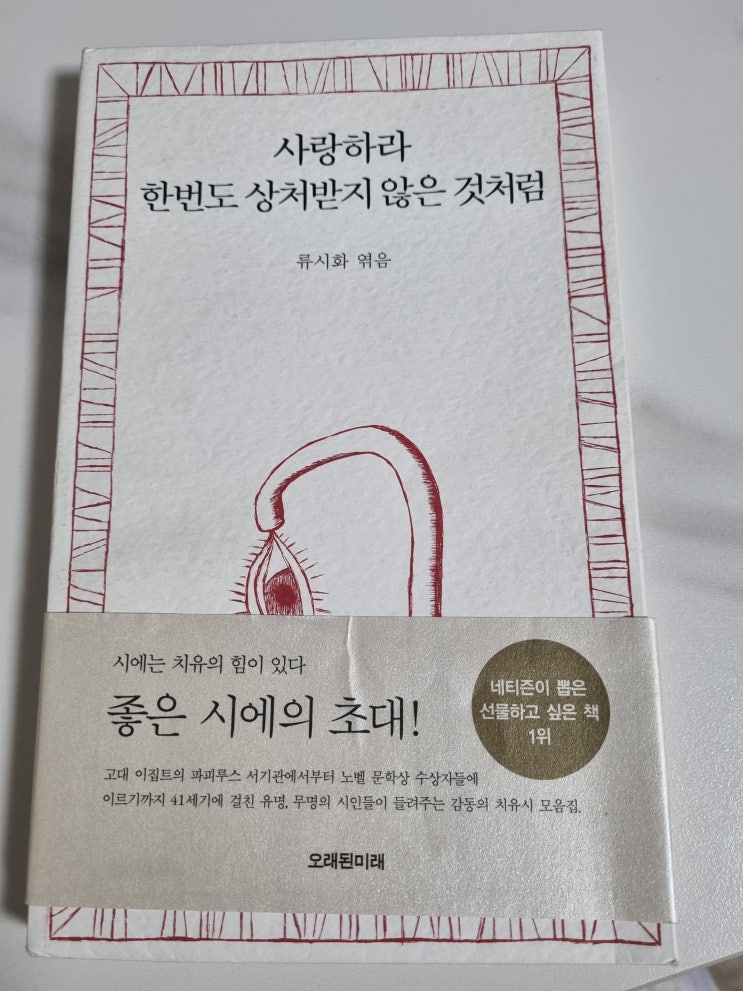 사랑하라
한번도 상처받지 않은 것처럼
류시화 엮음
시에는 치유의 힘이 있다
좋은 시에의 초대!
네티즌이 뽑은
선물하고 싶은 책
1위
고대 이집트의 파피루스 서기관에서부터 노벨 문학상 수상자들에
이르기까지 41세기에 걸친 유명, 무명의 시인들이 들려주는 감동의 치유시 모음집.
오래된미래